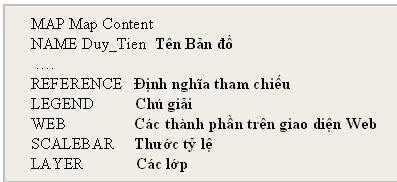 MAP Map Content
NAME Duy_Tien Tên Bản đồ
....
REFERENCE Định nghĩa tham chiếu
LEGEND Chú giải
WEB Các thành phần trên giao diện Web
SCALEBAR Thước tỷ lệ
LAYER Các lớp